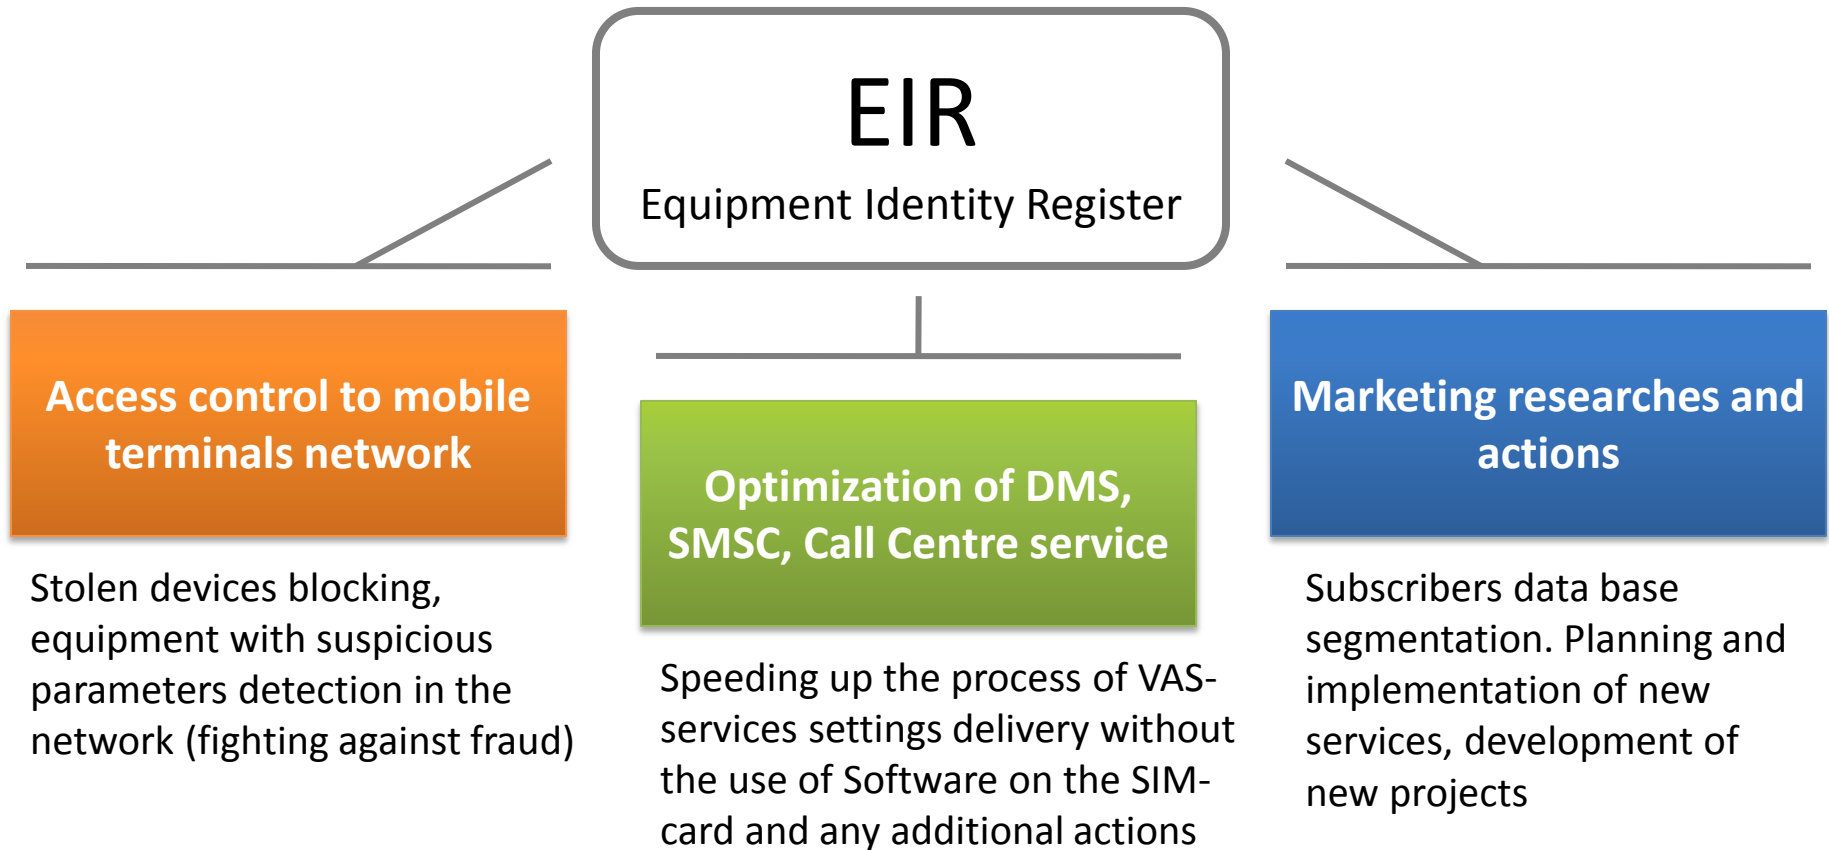 EIR
Equipment Identity Register
Access control to mobile
terminals network
Stolen devices blocking,
equipment with suspicious
parameters detection in the
network (fighting against fraud)
Optimization of DMS,
SMSC, Call Centre service
Speeding up the process of VAS-
services settings delivery without
the use of Software on the SIM-
card and any additional actions
Marketing researches and
actions
Subscribers data base
segmentation. Planning and
implementation of new
services, development of
new projects